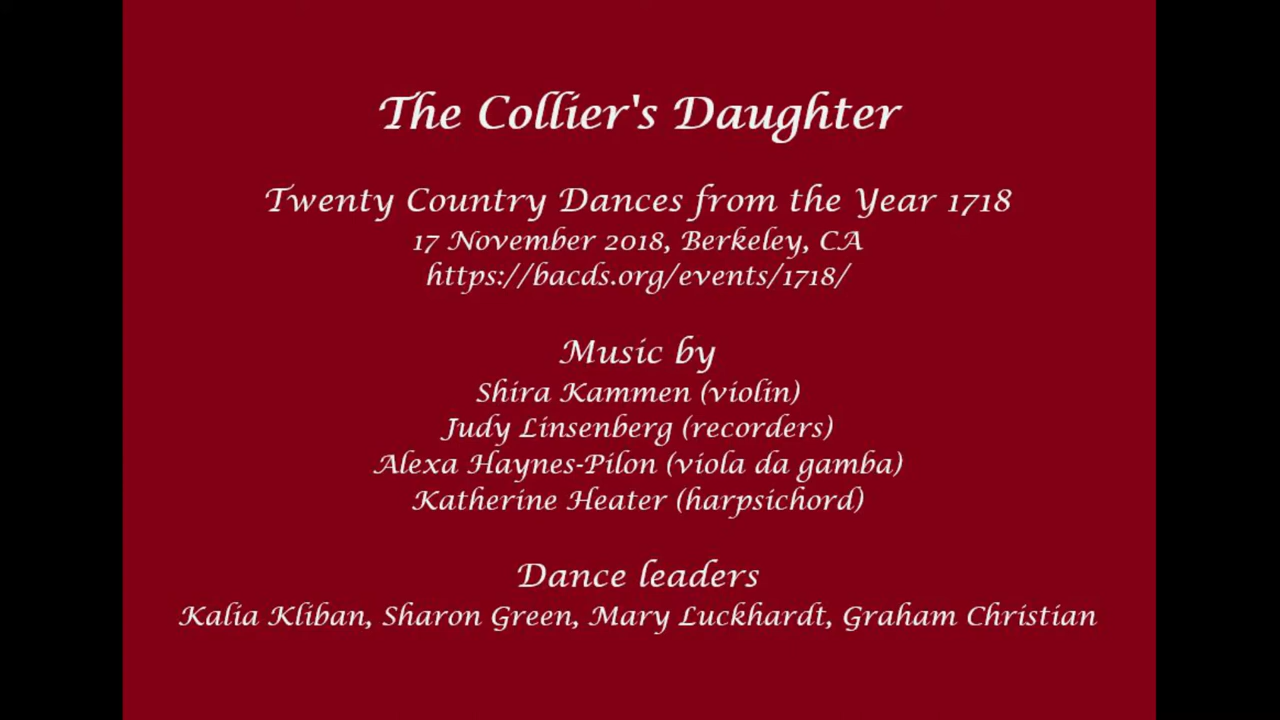 The Collier's Daughter
Twenty Country Dances from the Year 1718
17 November 2018, Berkeley, CA
https://bacds.org/events/1718/
Music by
Shira Kammen (violin)
Judy Linsenberg (recorders)
Alexa Haynes-Pilon (viola da gamba)
Katherine Heater (harpsichord)
Dance leaders
Kalia Kliban, Sharon Green, Mary Luckhardt, Graham Christian